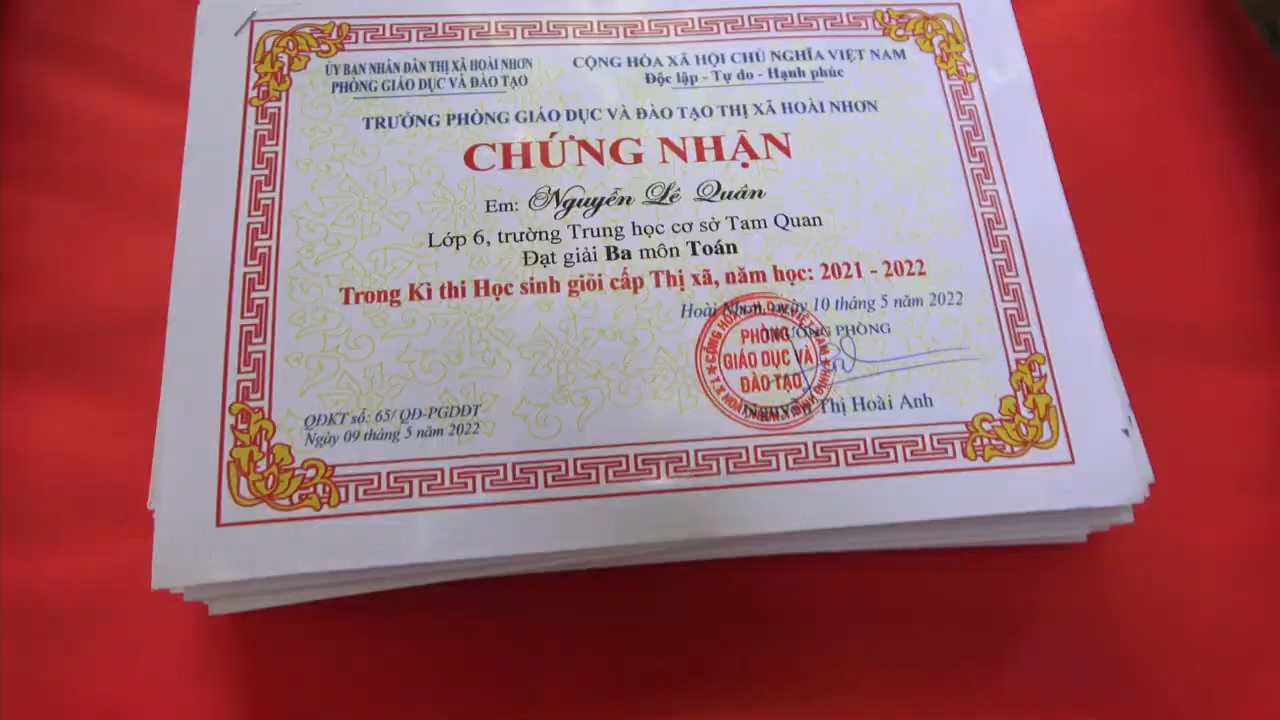 ỦY BAN NHÂN DÂN THỊ XÃ HOÀI NHƠN
PHÒNG GIÁO DỤC VÀ ĐÀO TẠO
CỘNG HÒA XÃ HỘI CHỦ NGHĨA VIỆT NAM
Độc lập - Tự do - Hạnh phúc
TRƯỞNG PHÒNG GIÁO DỤC VÀ ĐÀO TẠO THỊ XÃ HOÀI NHƠN
CHỨNG NHẬN
Em: Nguyễn Lê Quân
Lớp 6, trường Trung học cơ sở Tam Quan
Đạt giải Ba môn Toán
Trong Kì thi Học sinh giỏi cấp Thị xã, năm học: 2021 - 2022
Hoài Nhơn, ngày 10 tháng 5 năm 2022
TRƯỞNG PHÒNG
PHÒNG
GIÁO DỤC VÀ
ĐÀO TẠO
Nguyễn Thị Hoài Anh
QĐKT số: 65/ QĐ-PGDĐT
Ngày 09 tháng 5 năm 2022